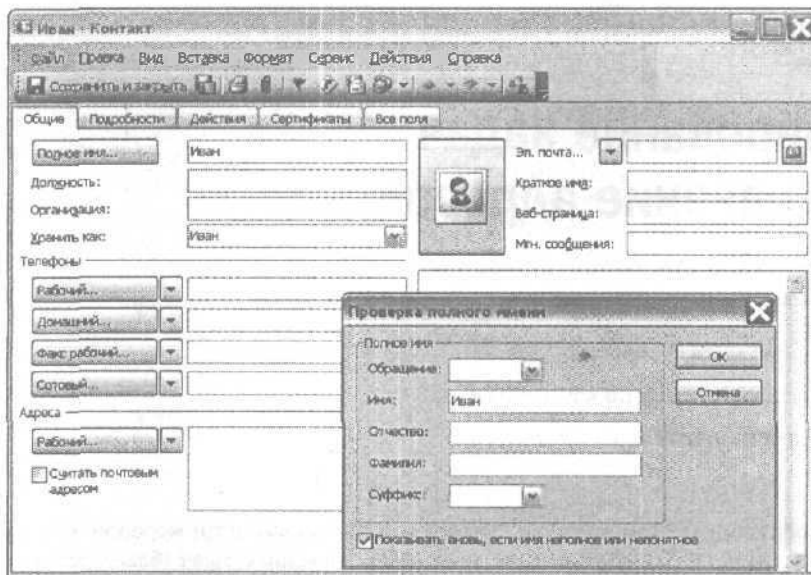 Иван - Контакт
Файл Правка Вид Вставка Формат Сервис Действия Справка
Сохранить и закрыть
Общие Подробности Действия Сертификаты Все поля
Полное имя... Иван
Должность:
Организация:
Хранить как: Иван
Эл. почта...
Краткое имя:
Веб-страница:
Мгн. сообщения:
Телефоны
Рабочий...
Домашний...
Факс рабочий...
Сотовый...
Адреса
Рабочий...
Считать почтовым
адресом
Проверка полного имени
Полное имя
Обращение:
Имя: Иван
Отчество:
Фамилия:
Суффикс:
OK
Отмена
Показывать вновь, если имя неполное или непонятное